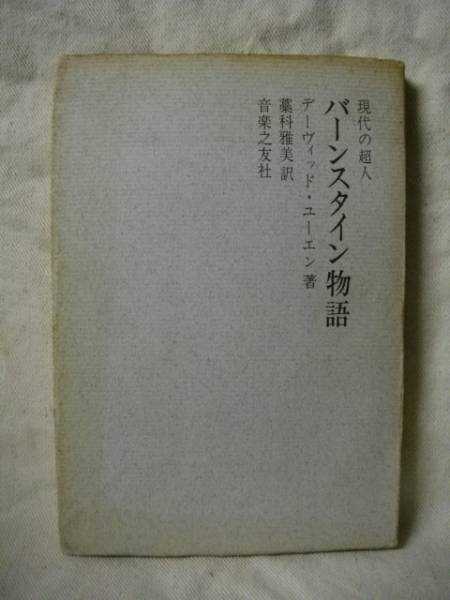 現代の超人
バーンスタイン物語
デーヴィッド・ユーエン著
藁科雅美訳
音楽之友社